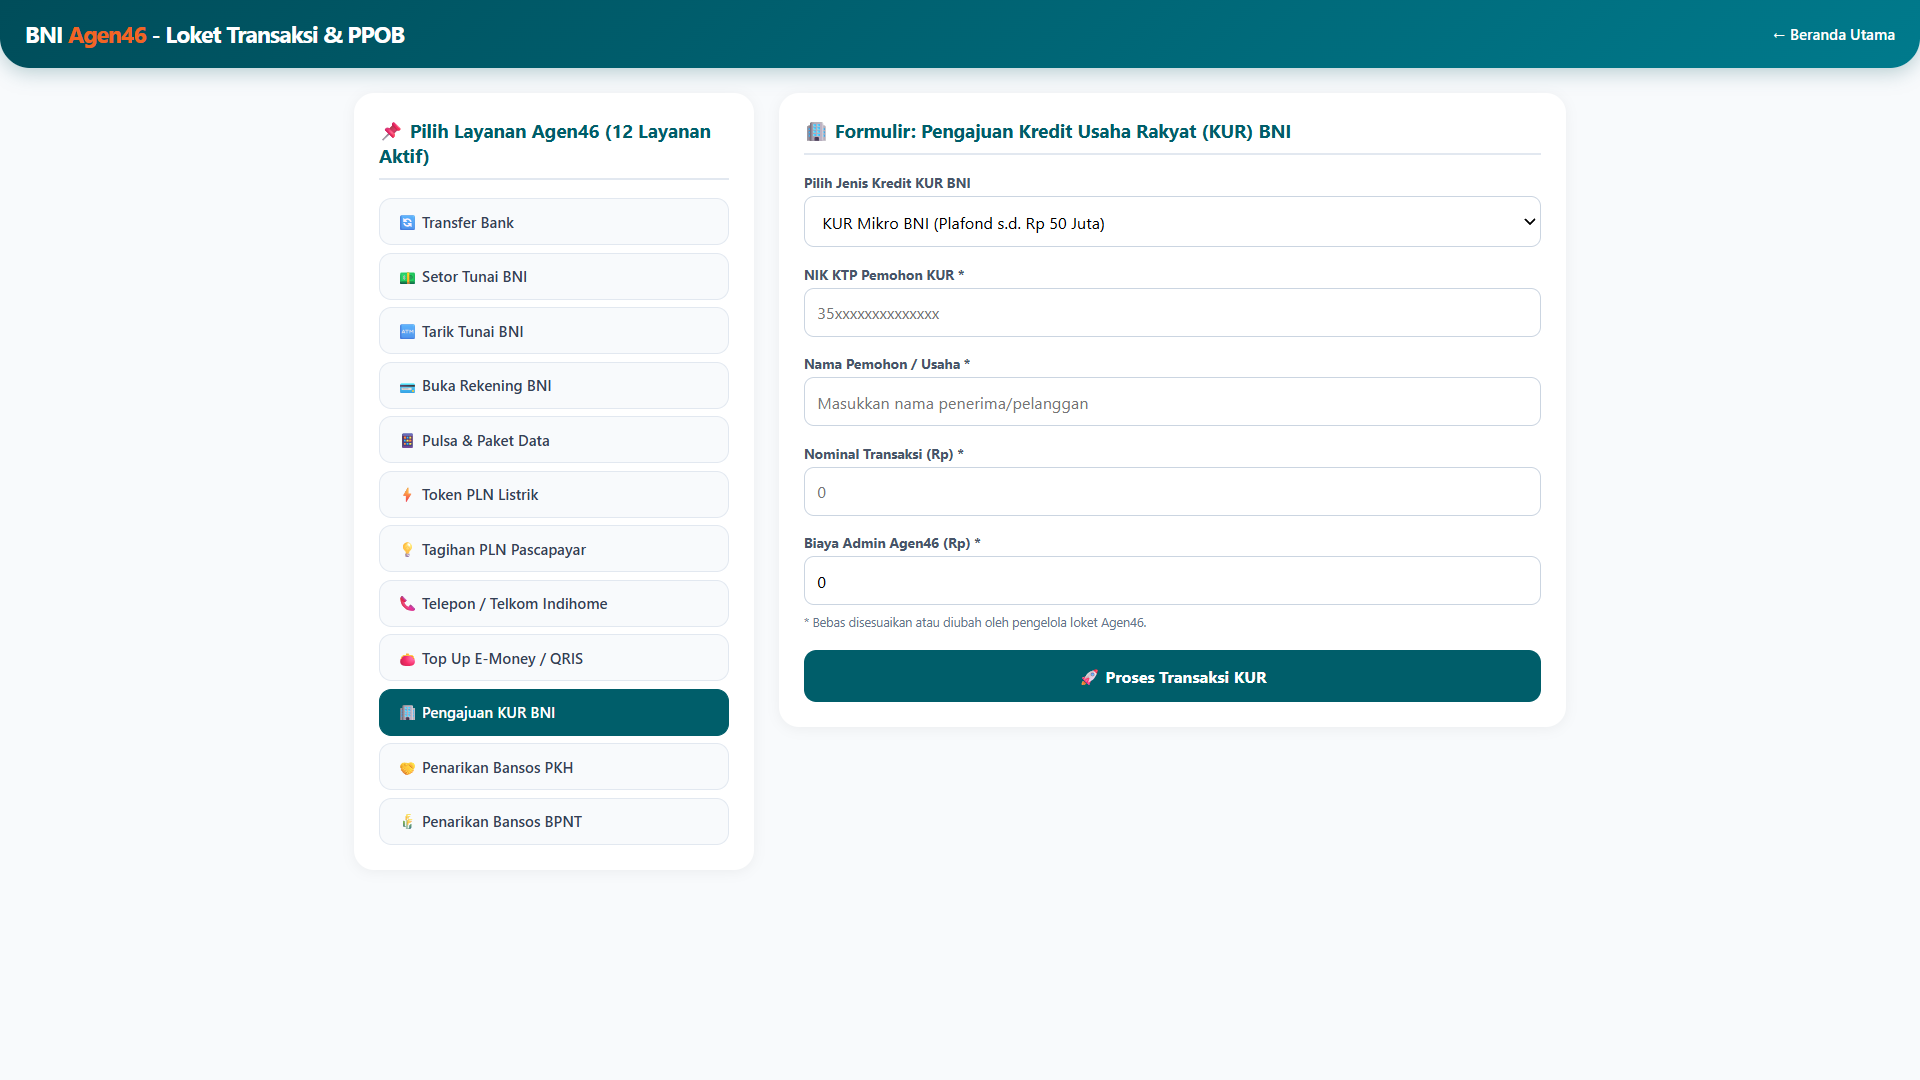 BNI Agen46 - Loket Transaksi & PPOB
← Beranda Utama
📌 Pilih Layanan Agen46 (12 Layanan
Aktif)
🔄 Transfer Bank
💵 Setor Tunai BNI
🏧 Tarik Tunai BNI
💳 Buka Rekening BNI
📱 Pulsa & Paket Data
⚡ Token PLN Listrik
💡 Tagihan PLN Pascapayar
📞 Telepon / Telkom Indihome
👛 Top Up E-Money / QRIS
🏢 Pengajuan KUR BNI
🤝 Penarikan Bansos PKH
🌾 Penarikan Bansos BPNT
🏢 Formulir: Pengajuan Kredit Usaha Rakyat (KUR) BNI
Pilih Jenis Kredit KUR BNI
KUR Mikro BNI (Plafond s.d. Rp 50 Juta)
NIK KTP Pemohon KUR *
35xxxxxxxxxxxxxx
Nama Pemohon / Usaha *
Masukkan nama penerima/pelanggan
Nominal Transaksi (Rp) *
0
Biaya Admin Agen46 (Rp) *
0
* Bebas disesuaikan atau diubah oleh pengelola loket Agen46.
🚀 Proses Transaksi KUR